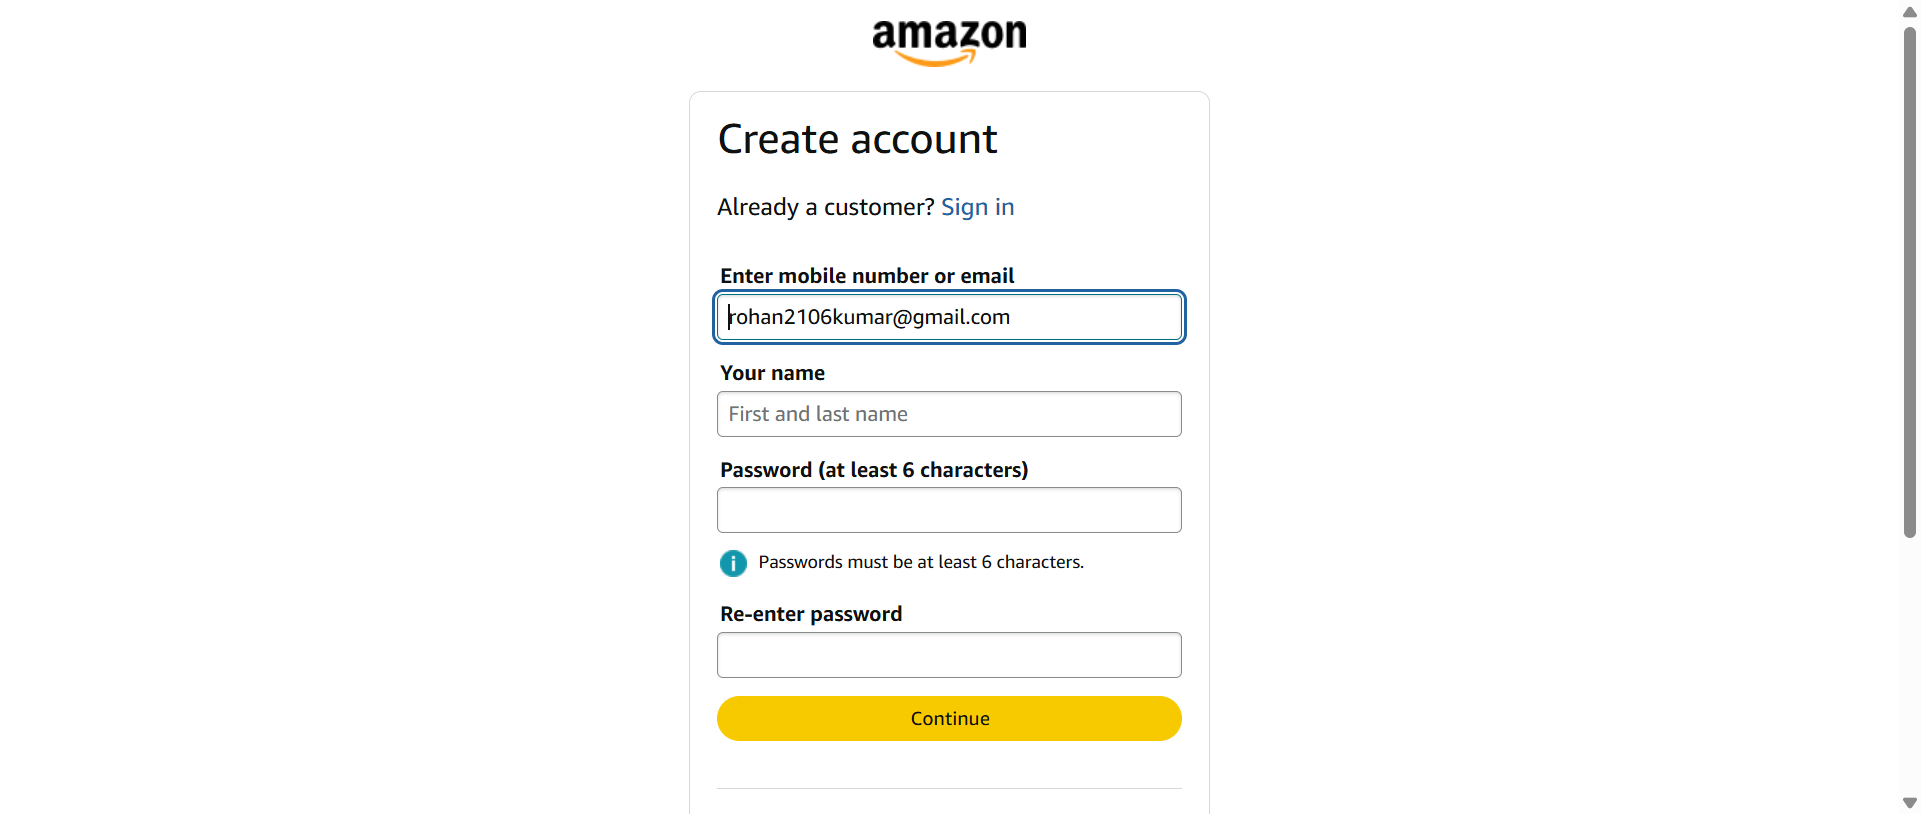 amazon
Create account
Already a customer? Sign in
Enter mobile number or email
rohan2106kumar@gmail.com
Your name
First and last name
Password (at least 6 characters)
i Passwords must be at least 6 characters.
Re-enter password
Continue